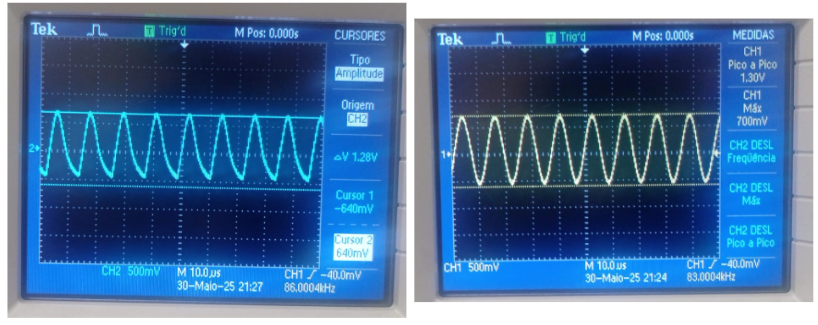 Tek
T Trig'd
M Pos: 0.000s
CURSORES
Tipo
Amplitude
Origem
CH2
△V 1.28V
Cursor 1
-640mV
Cursor 2
640mV
2
CH2 500mV
M 10.0µs
CH1 -40.0mV
30-Maio-25 21:27
86.0004kHz
Tek
T Trig'd
M Pos: 0.000s
MEDIDAS
CH1
Pico a Pico
1.30V
CH1
Máx
700mV
CH2 DESL
Freqüência
CH2 DESL
Máx
CH2 DESL
Pico a Pico
1
CH1 500mV
M 10.0µs
CH1 -40.0mV
30-Maio-25 21:24
83.0004kHz